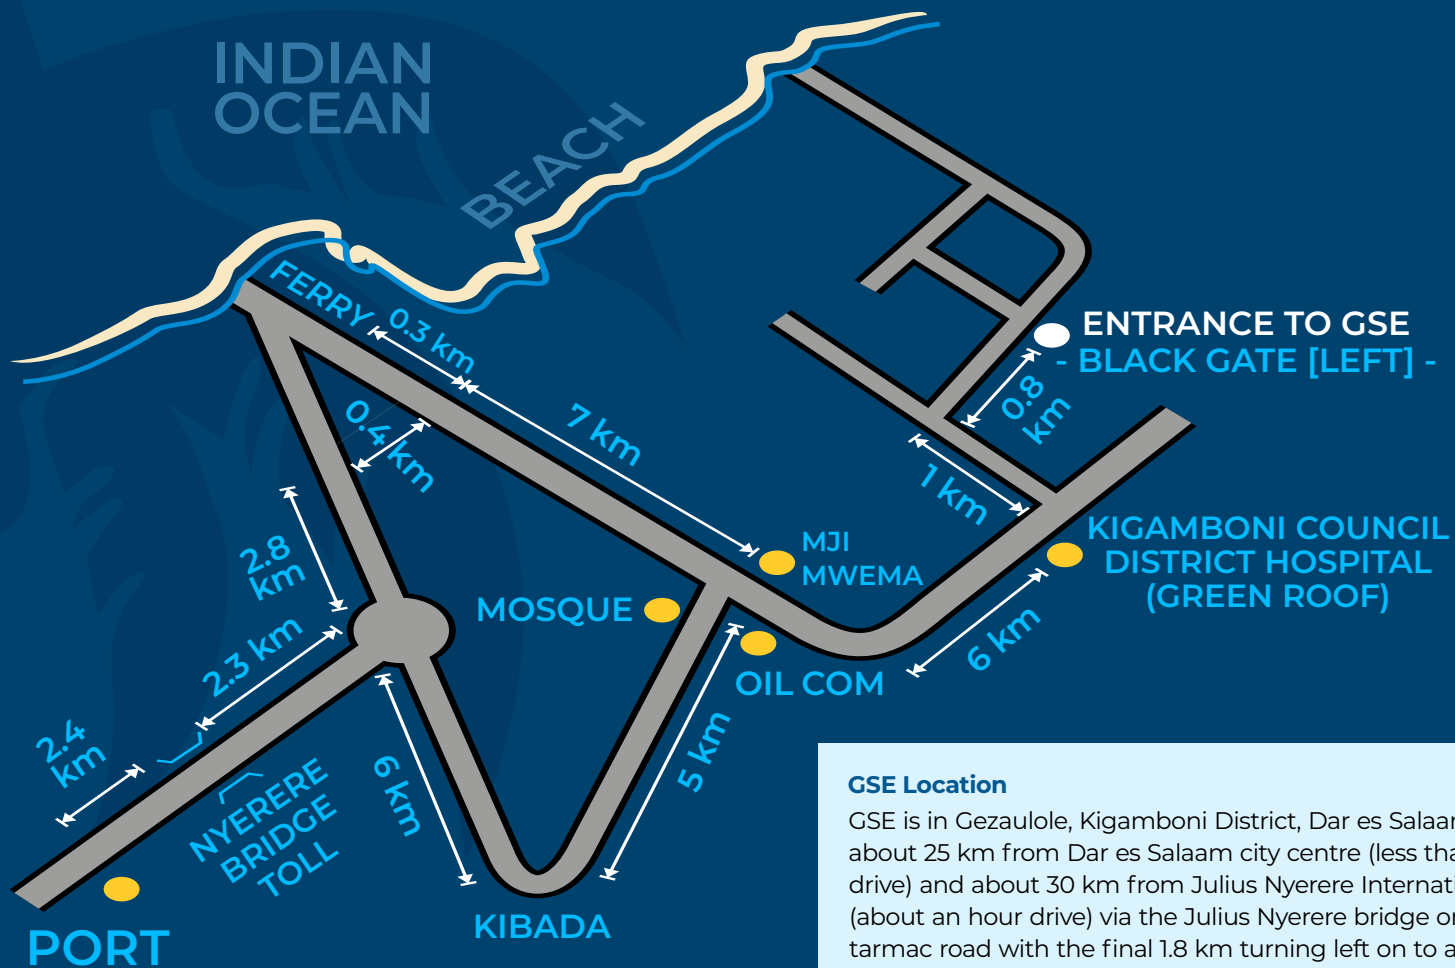 INDIAN
OCEAN
BEACH
FERRY
0.3 km
7 km
0.4 km
ENTRANCE TO GSE
- BLACK GATE [LEFT] -
0.8
km
1 km
KIGAMBONI COUNCIL
DISTRICT HOSPITAL
(GREEN ROOF)
MJI
MWEMA
MOSQUE
OIL COM
6 km
2.8
km
2.3 km
2.4
km
NYERERE
BRIDGE
TOLL
6 km
5 km
KIBADA
PORT
GSE Location
GSE is in Gezaulole, Kigamboni District, Dar es Salaam
about 25 km from Dar es Salaam city centre (less tha
drive) and about 30 km from Julius Nyerere Internati
(about an hour drive) via the Julius Nyerere bridge or
tarmac road with the final 1.8 km turning left on to a